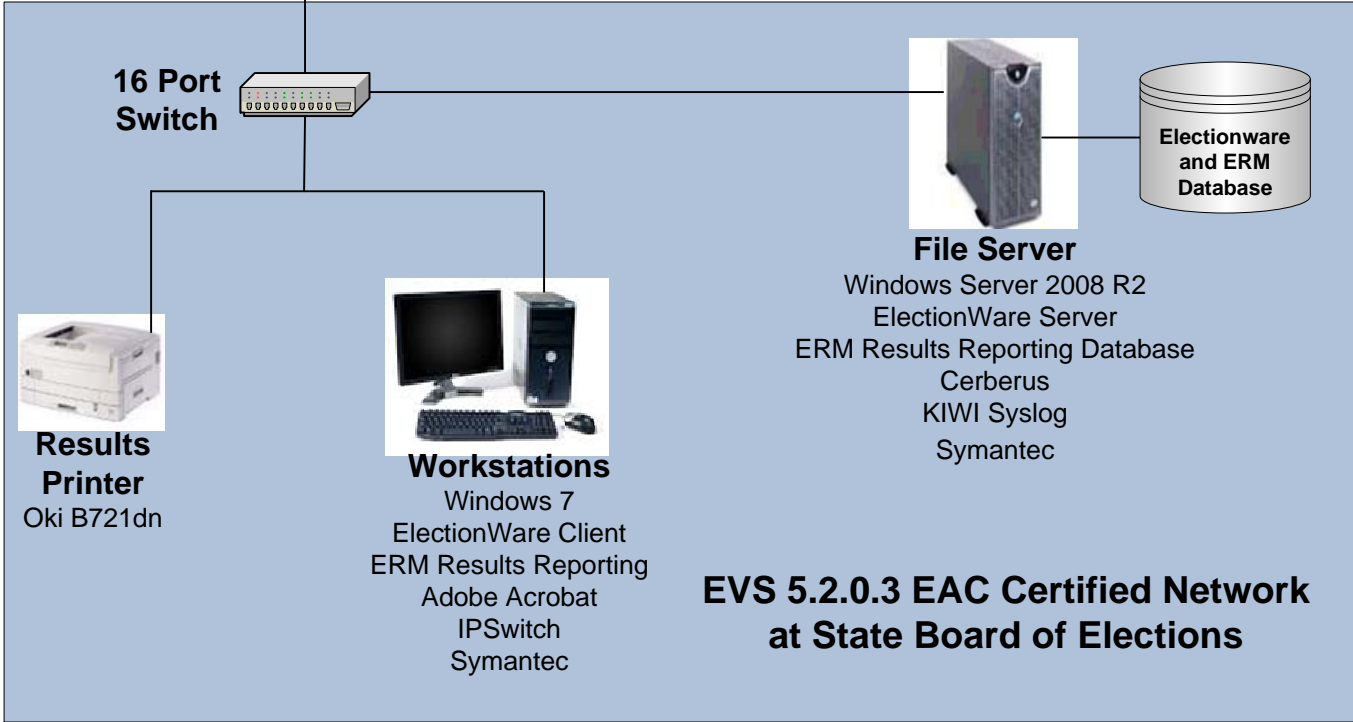 16 Port
Switch
Electionware
and ERM
Database
File Server
Windows Server 2008 R2
ElectionWare Server
ERM Results Reporting Database
Cerberus
KIWI Syslog
Symantec
Results
Printer
Oki B721dn
Workstations
Windows 7
ElectionWare Client
ERM Results Reporting
Adobe Acrobat
IPSwitch
Symantec
EVS 5.2.0.3 EAC Certified Network
at State Board of Elections